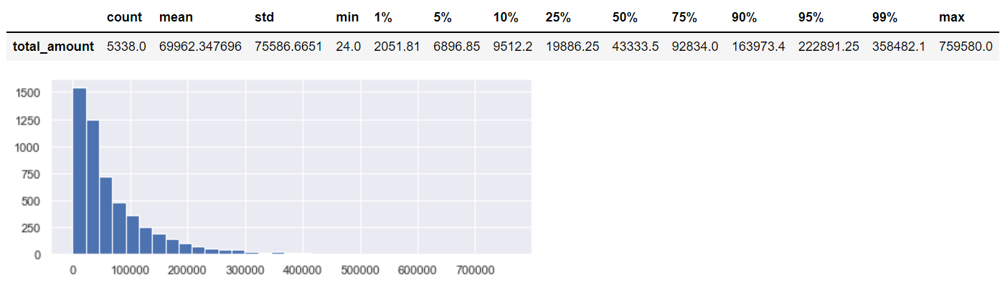 count mean std min 1% 5% 10% 25% 50% 75% 90% 95% 99% max
total_amount 5338.0 69962.347696 75586.6651 24.0 2051.81 6896.85 9512.2 19886.25 43333.5 92834.0 163973.4 222891.25 358482.1 759580.0
1500
1250
1000
750
500
250
0
0 100000 200000 300000 400000 500000 600000 700000